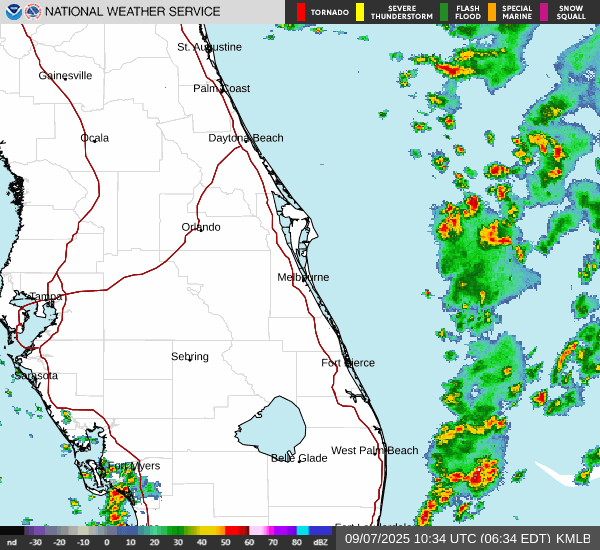 NATIONAL WEATHER SERVICE
TORNADO
SEVERE THUNDERSTORM
FLASH FLOOD
SPECIAL MARINE
SNOW SQUALL
St. Augustine
Gainesville
Palm Coast
Ocala
Daytona Beach
Orlando
Melbourne
Tampa
Sebring
Fort Pierce
Sarasota
West Palm Beach
Belle Glade
Fort Myers
nd -30 -20 -10 0 10 20 30 40 50 60 70 80 dBZ
09/07/2025 10:34 UTC (06:34 EDT) KMLB